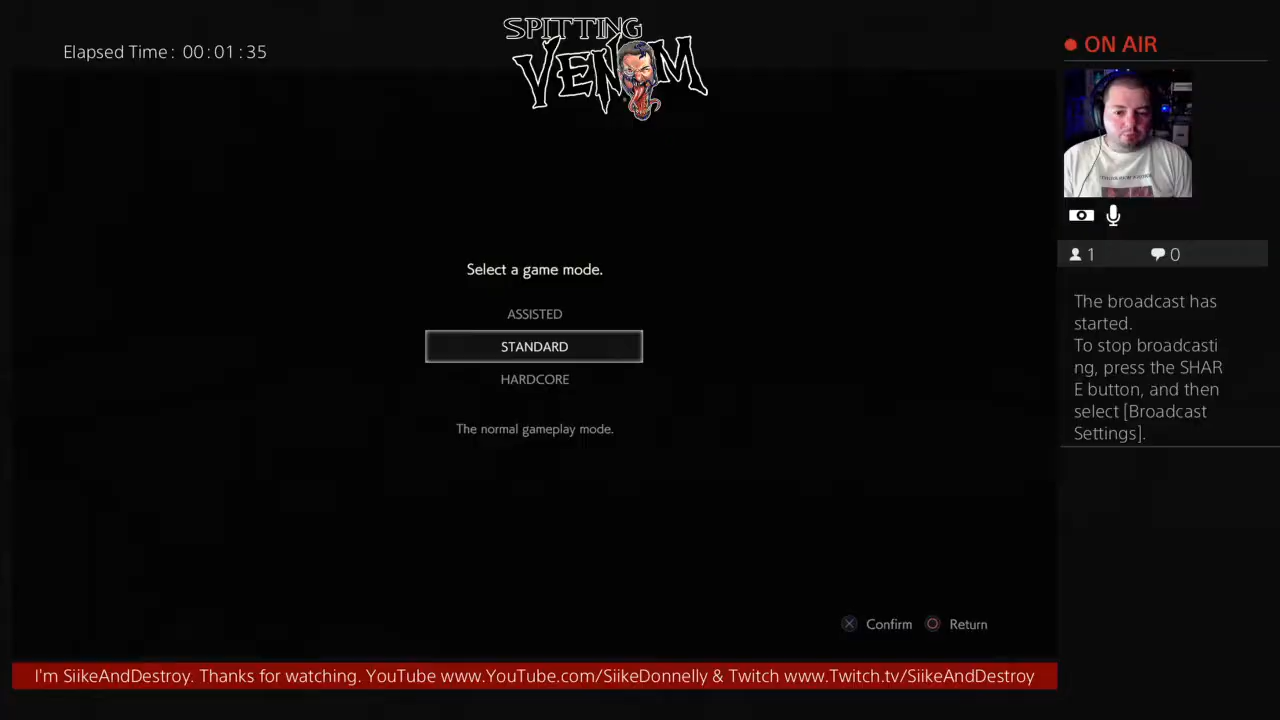 SPITTING
VENOM
Elapsed Time: 00:01:35
ON AIR
1 0
Select a game mode.
ASSISTED
STANDARD
HARDCORE
The normal gameplay mode.
The broadcast has
started.
To stop broadcasti
ng, press the SHAR
E button, and then
select [Broadcast
Settings].
Confirm Return
I'm SiikeAndDestroy. Thanks for watching. YouTube www.YouTube.com/SiikeDonnelly & Twitch www.Twitch.tv/SiikeAndDestroy